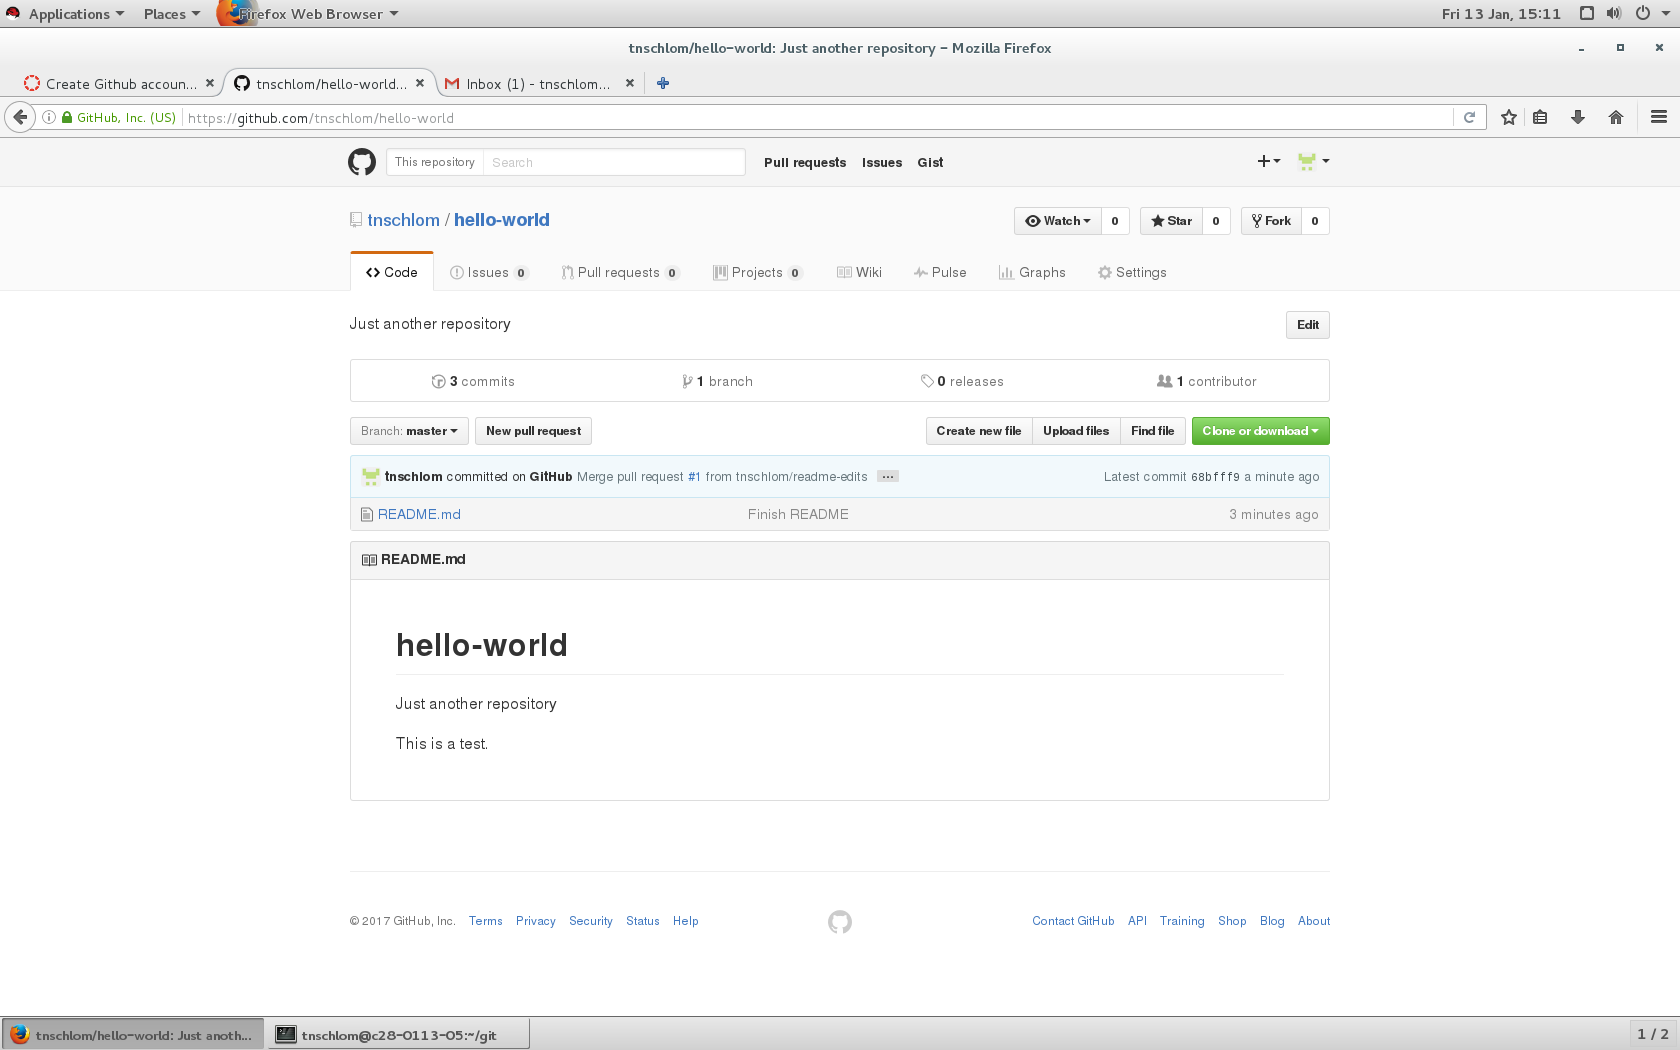 Applications Places Firefox Web Browser Fri 13 Jan, 15:11
tnschlom/hello-world: Just another repository - Mozilla Firefox
Create Github accoun... tnschlom/hello-world... Inbox (1) - tnschlom...
GitHub, Inc. (US) https://github.com/tnschlom/hello-world
This repository Search Pull requests Issues Gist
tnschlom / hello-world Watch 0 Star 0 Fork 0
Code Issues 0 Pull requests 0 Projects 0 Wiki Pulse Graphs Settings
Just another repository Edit
3 commits 1 branch 0 releases 1 contributor
Branch: master New pull request Create new file Upload files Find file Clone or download
tnschlom committed on GitHub Merge pull request #1 from tnschlom/readme-edits ... Latest commit 68bfff9 a minute ago
README.md Finish README 3 minutes ago
README.md
hello-world
Just another repository
This is a test.
© 2017 GitHub, Inc. Terms Privacy Security Status Help Contact GitHub API Training Shop Blog About
tnschlom/hello-world: Just anoth... tnschlom@c28-0113-05:~/git 1 / 2